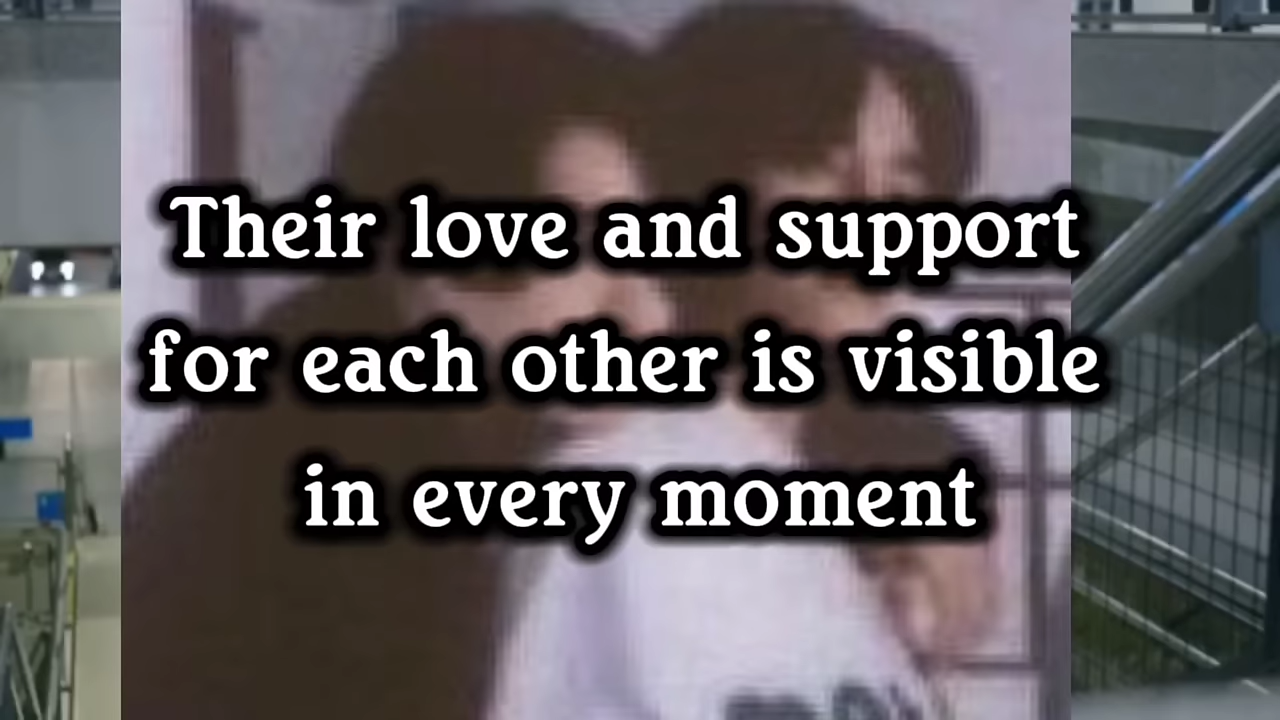 Their love and support
for each other is visible
in every moment